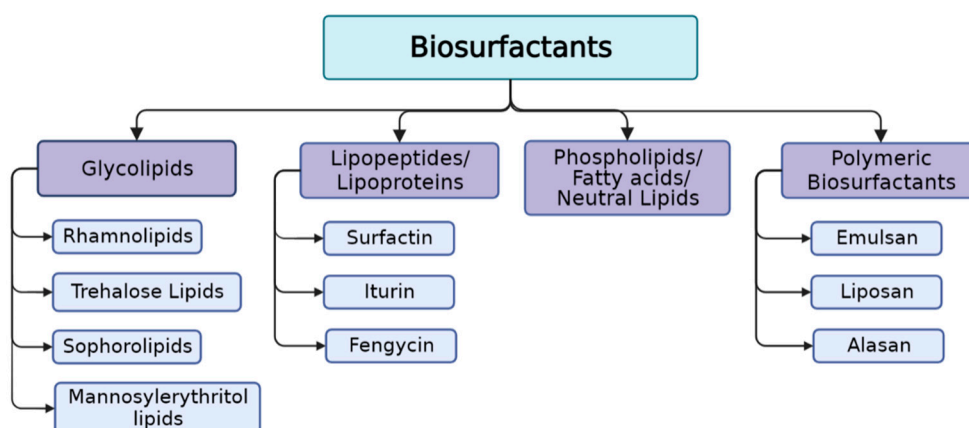 Biosurfactants
Glycolipids
Rhamnolipids
Trehalose Lipids
Sophorolipids
Mannosylerythritol
lipids
Lipopeptides/
Lipoproteins
Surfactin
Iturin
Fengycin
Phospholipids/
Fatty acids/
Neutral Lipids
Polymeric
Biosurfactants
Emulsan
Liposan
Alasan